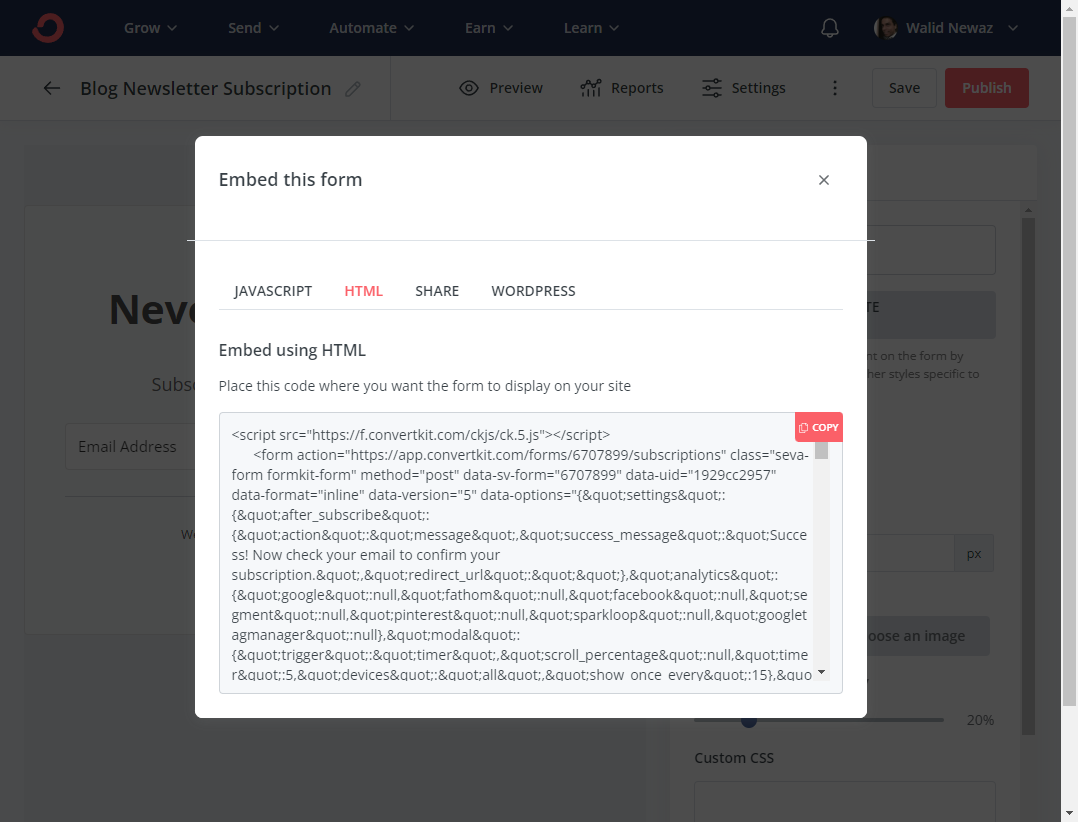 Grow
Send
Automate
Earn
Learn
Walid Newaz
Blog Newsletter Subscription
Preview
Reports
Settings
Save
Publish
Embed this form
JAVASCRIPT
HTML
SHARE
WORDPRESS
Embed using HTML
Place this code where you want the form to display on your site
COPY
<script src="https://f.convertkit.com/ckjs/ck.5.js"></script>
<form action="https://app.convertkit.com/forms/6707899/subscriptions" class="seva-
form formkit-form" method="post" data-sv-form="6707899" data-uid="1929cc2957"
data-format="inline" data-version="5" data-options="{&quot;settings&quot;:
{&quot;after_subscribe&quot;:
{&quot;action&quot;:&quot;message&quot;,&quot;success_message&quot;:&quot;Succe
ss! Now check your email to confirm your
subscription.&quot;,&quot;redirect_url&quot;:&quot;&quot;},&quot;analytics&quot;:
{&quot;google&quot;:null,&quot;fathom&quot;:null,&quot;facebook&quot;:null,&quot;se
gment&quot;:null,&quot;pinterest&quot;:null,&quot;sparkloop&quot;:null,&quot;googlet
agmanager&quot;:null},&quot;modal&quot;:
{&quot;trigger&quot;:&quot;timer&quot;,&quot;scroll_percentage&quot;:null,&quot;time
r&quot;:5,&quot;devices&quot;:&quot;all&quot;,&quot;show_once_every&quot;:15},&quo
Email Address
nt on the form by
her styles specific to
px
oose an image
20%
Custom CSS